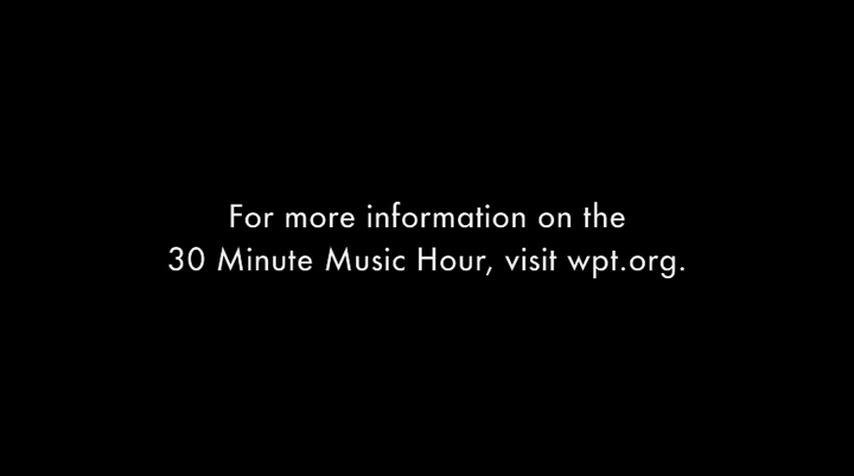 For more information on the
30 Minute Music Hour, visit wpt.org.